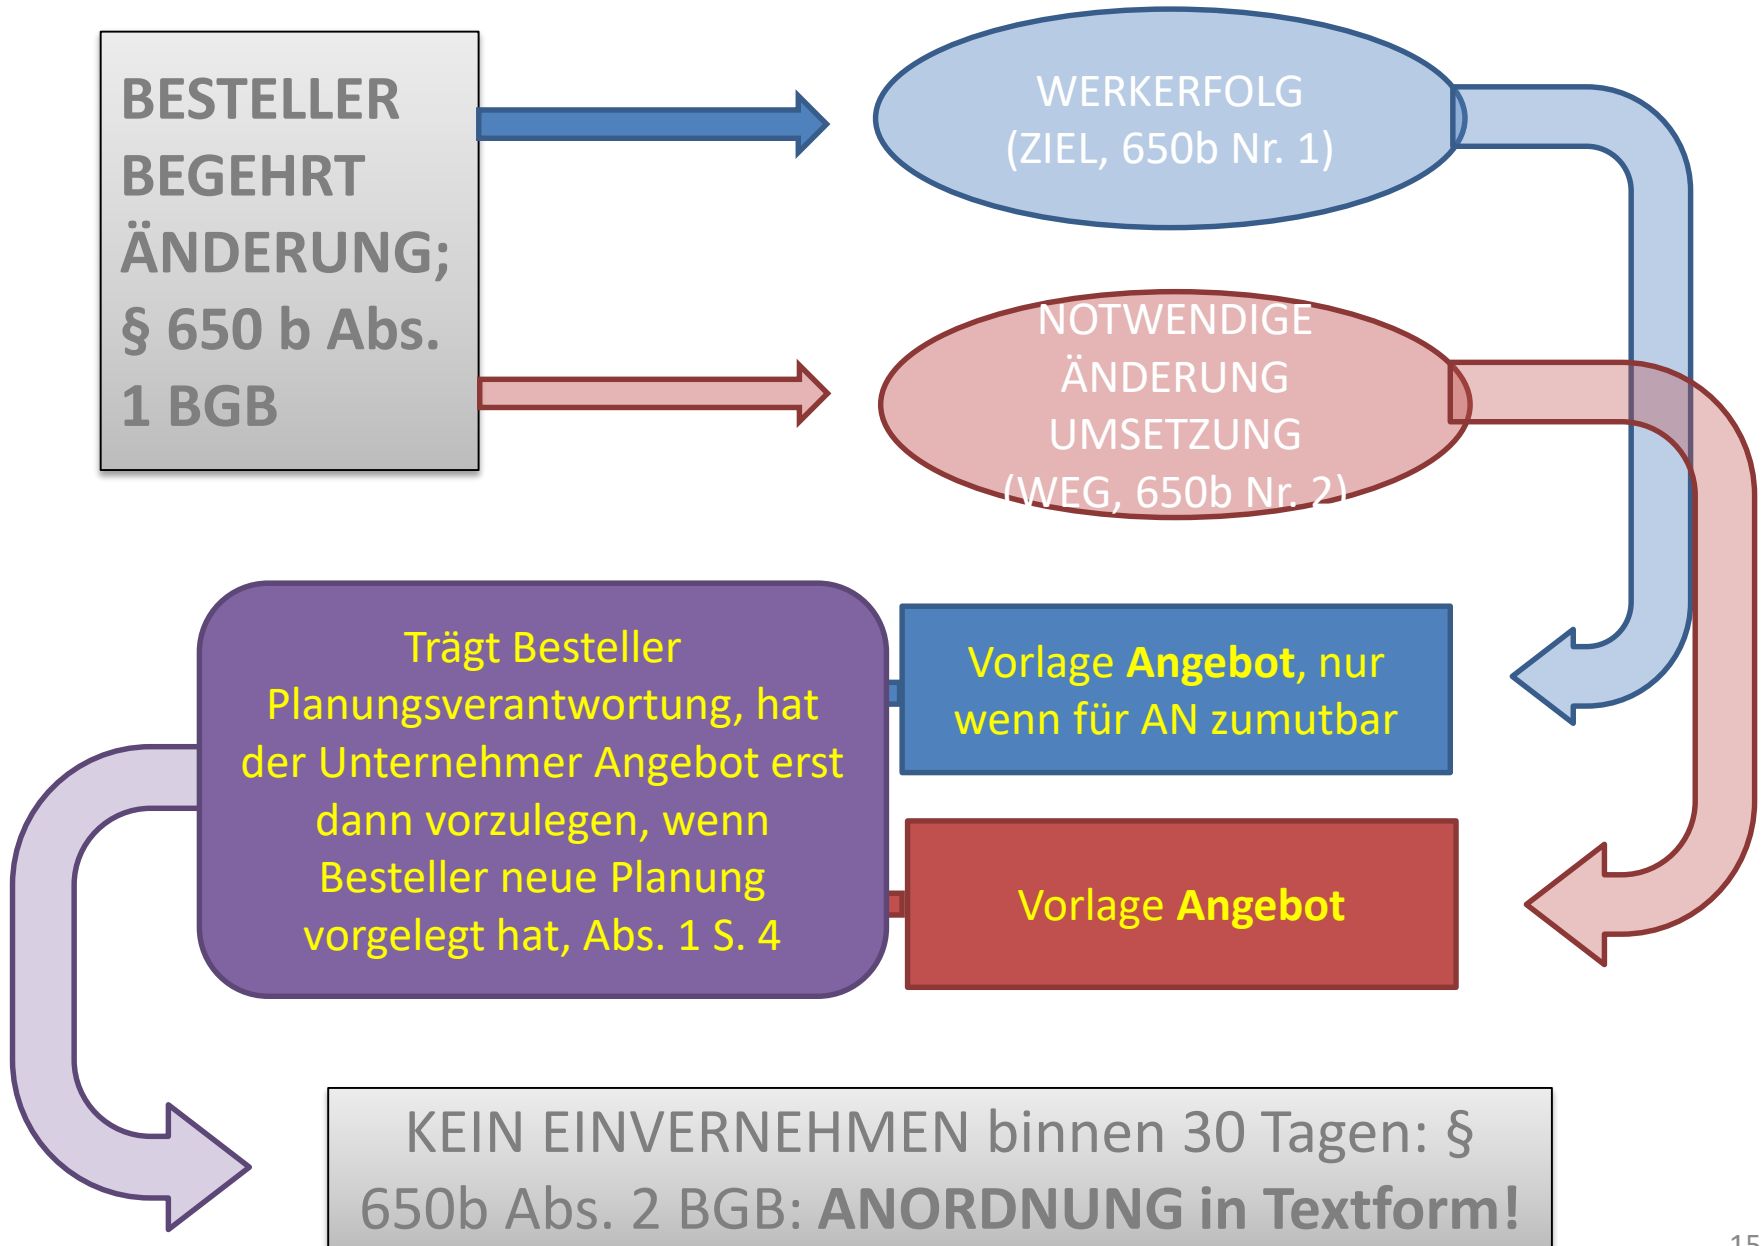 BESTELLER
BEGEHRT
ÄNDERUNG;
§ 650 b Abs.
1 BGB
WERKERFOLG
(ZIEL, 650b Nr. 1)
NOTWENDIGE
ÄNDERUNG
UMSETZUNG
(WEG, 650b Nr. 2)
Trägt Besteller
Planungsverantwortung, hat
der Unternehmer Angebot erst
dann vorzulegen, wenn
Besteller neue Planung
vorgelegt hat, Abs. 1 S. 4
Vorlage Angebot, nur
wenn für AN zumutbar
Vorlage Angebot
KEIN EINVERNEHMEN binnen 30 Tagen: §
650b Abs. 2 BGB: ANORDNUNG in Textform!
15